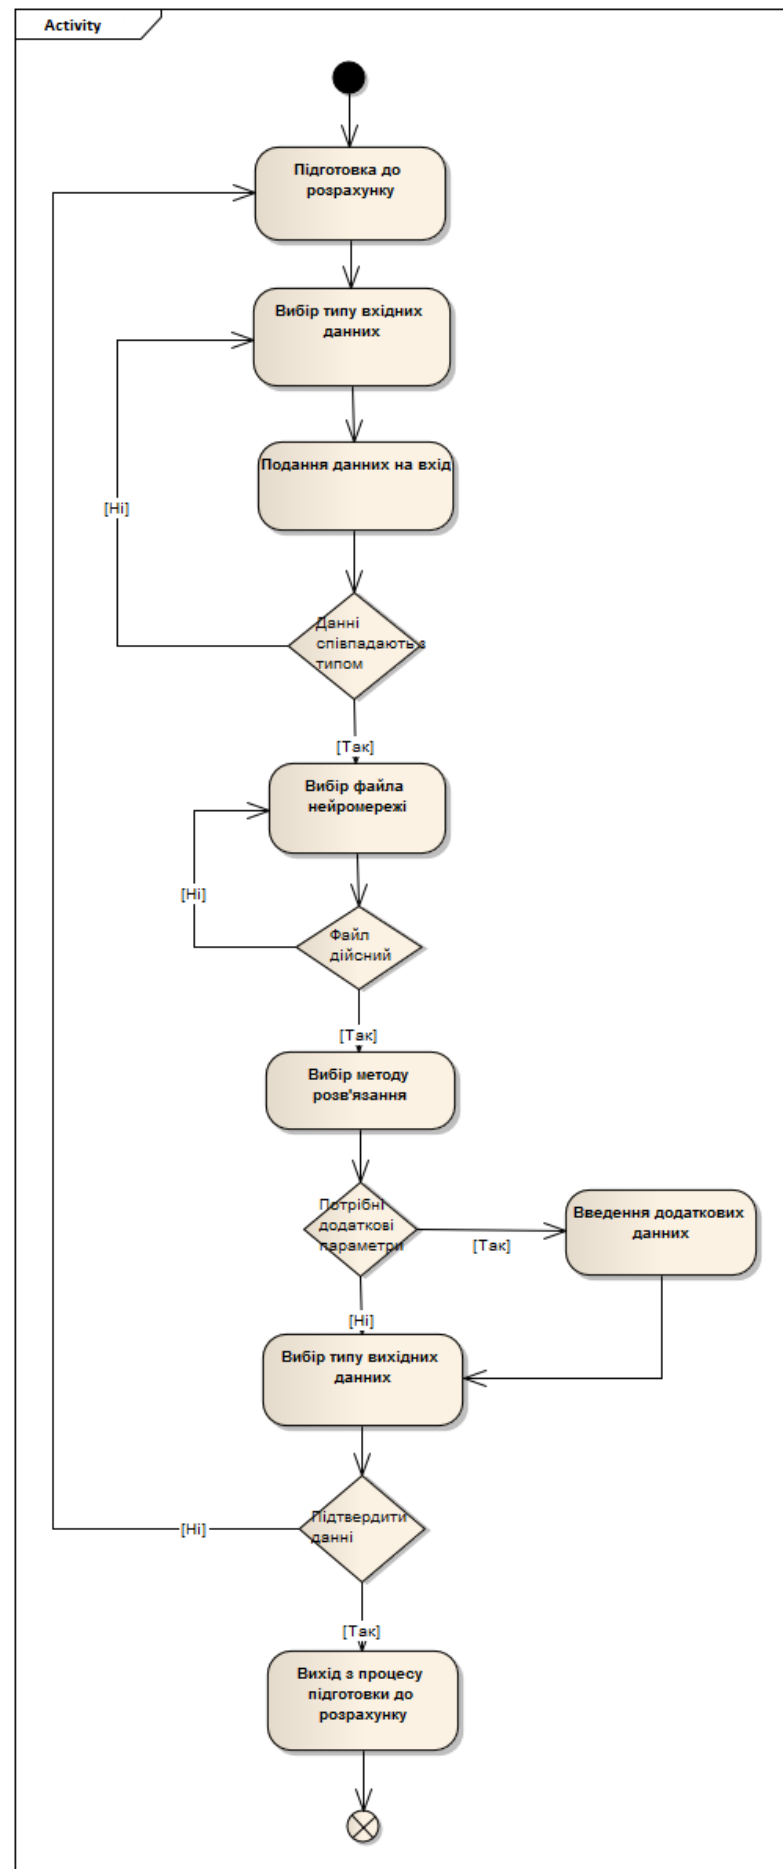 Activity
Підготовка до
розрахунку
Вибір типу вхідних
данних
Подання данних на вхід
[Ні]
Данні
співпадають з
типом
[Так]
Вибір файла
нейромережі
[Ні]
Файл
дійсний
[Так]
Вибір методу
розв'язання
Потрібні
додаткові
параметри
[Так]
Введення додаткових
данних
[Ні]
Вибір типу вихідних
данних
[Ні]
Підтвердити
данні
[Так]
Вихід з процесу
підготовки до
розрахунку